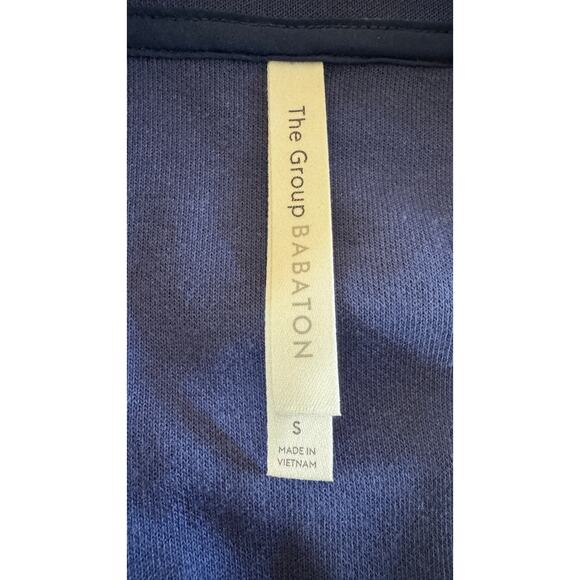 The Group BABATON
S
MADE IN
VIETNAM